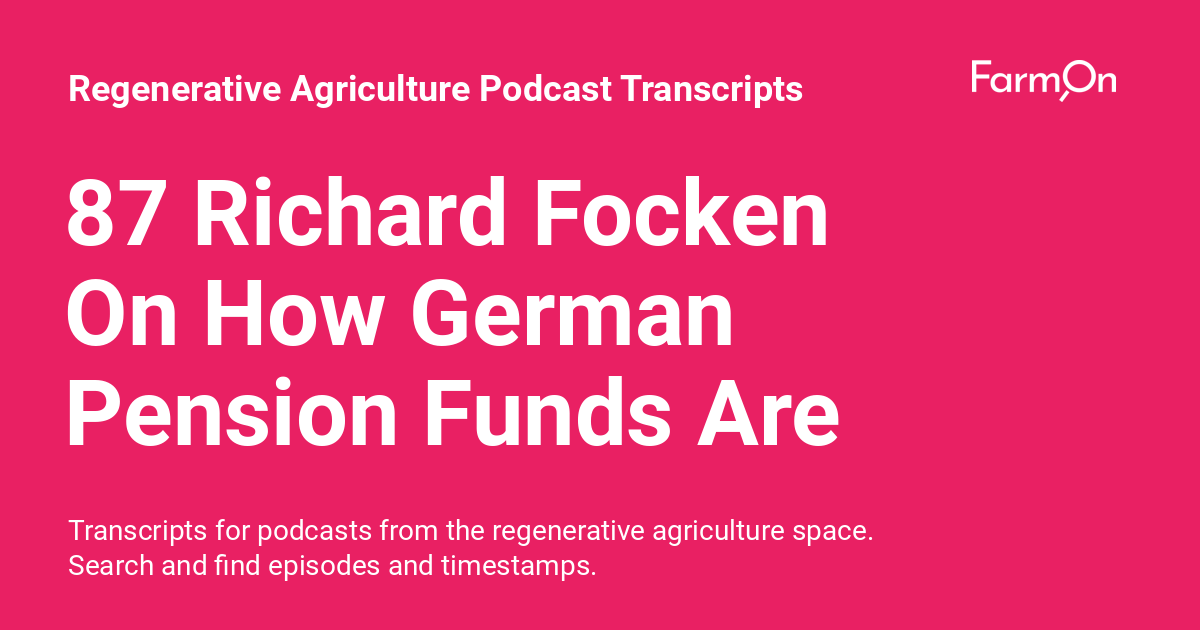 Regenerative Agriculture Podcast Transcripts
FarmOn
87 Richard Focken
On How German
Pension Funds Are
Transcripts for podcasts from the regenerative agriculture space.
Search and find episodes and timestamps.